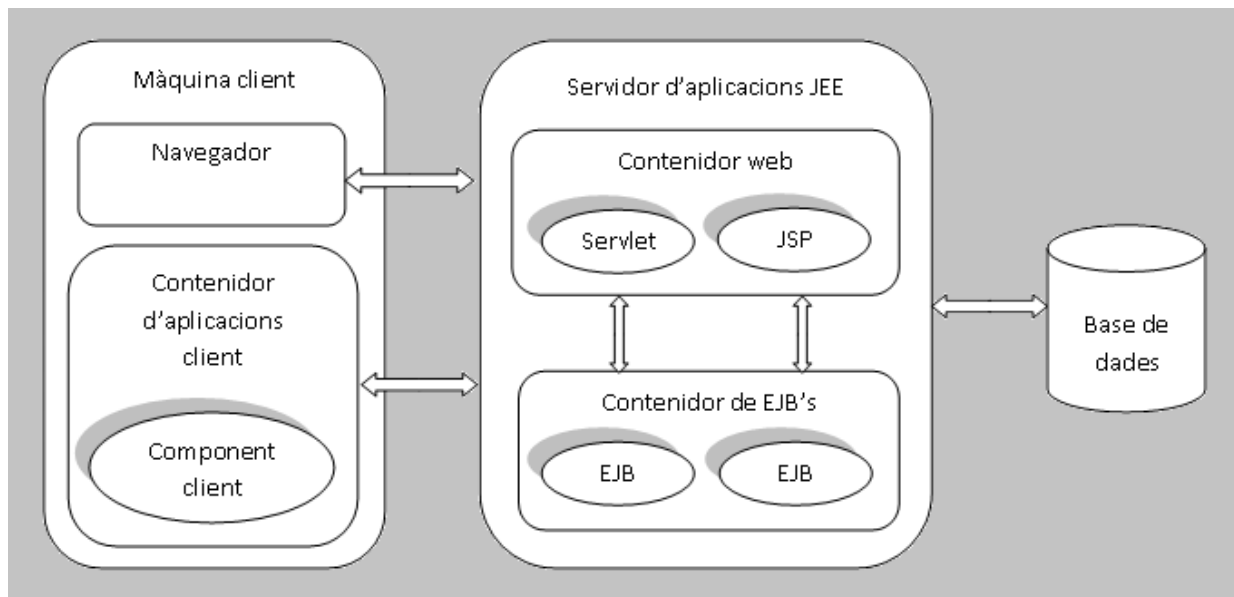 Màquina client
Navegador
Contenidor
d'aplicacions
client
Component
client
Servidor d'aplicacions JEE
Contenidor web
Servlet
JSP
Contenidor de EJB's
EJB
EJB
Base de
dades